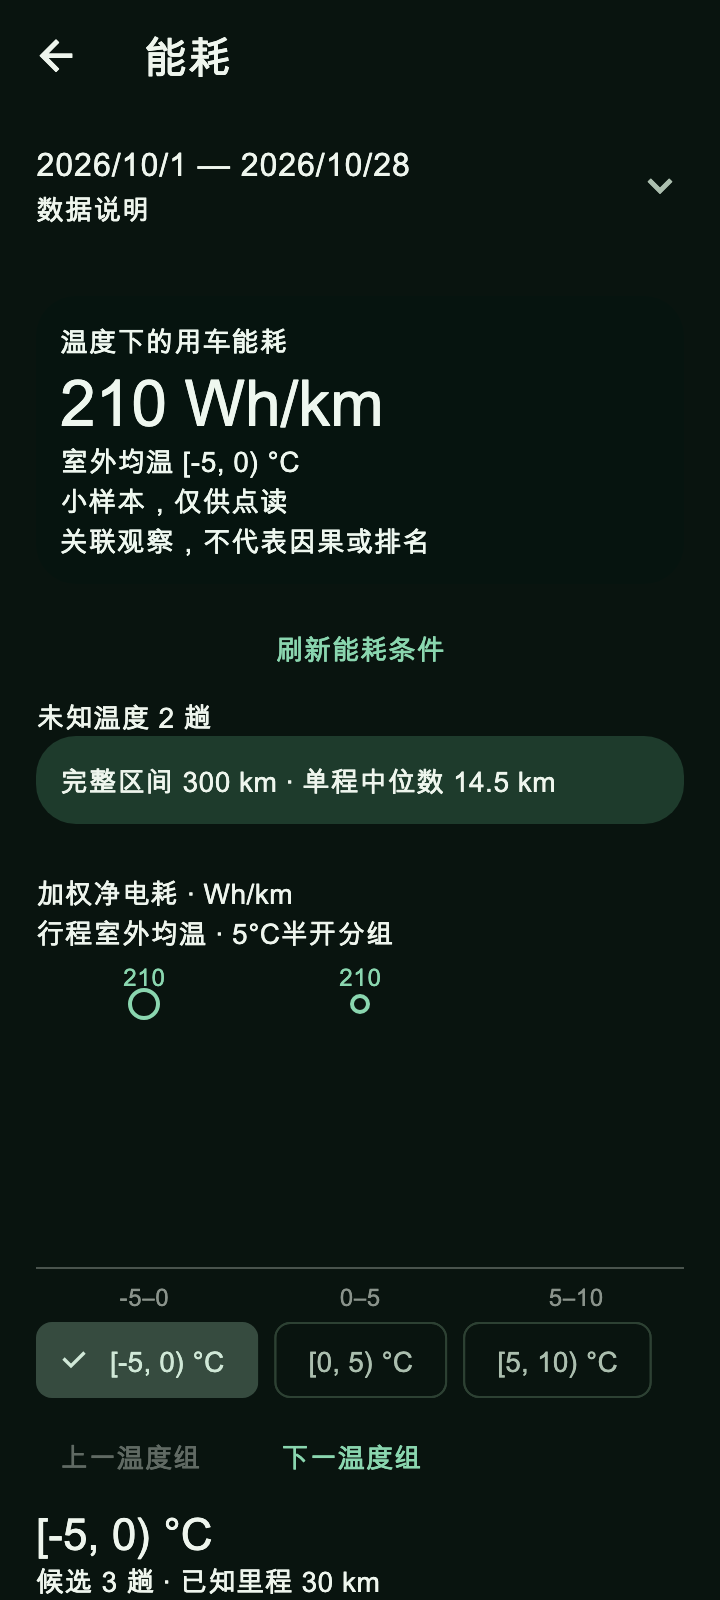 能耗
2026/10/1 — 2026/10/28
数据说明
温度下的用车能耗
210 Wh/km
室外均温 [-5, 0) °C
小样本，仅供点读
关联观察，不代表因果或排名
刷新能耗条件
未知温度 2 趟
完整区间 300 km · 单程中位数 14.5 km
加权净电耗 · Wh/km
行程室外均温 · 5°C半开分组
210 210
-5–0 0–5 5–10
[-5, 0) °C [0, 5) °C [5, 10) °C
上一温度组 下一温度组
[-5, 0) °C
候选 3 趟 · 已知里程 30 km